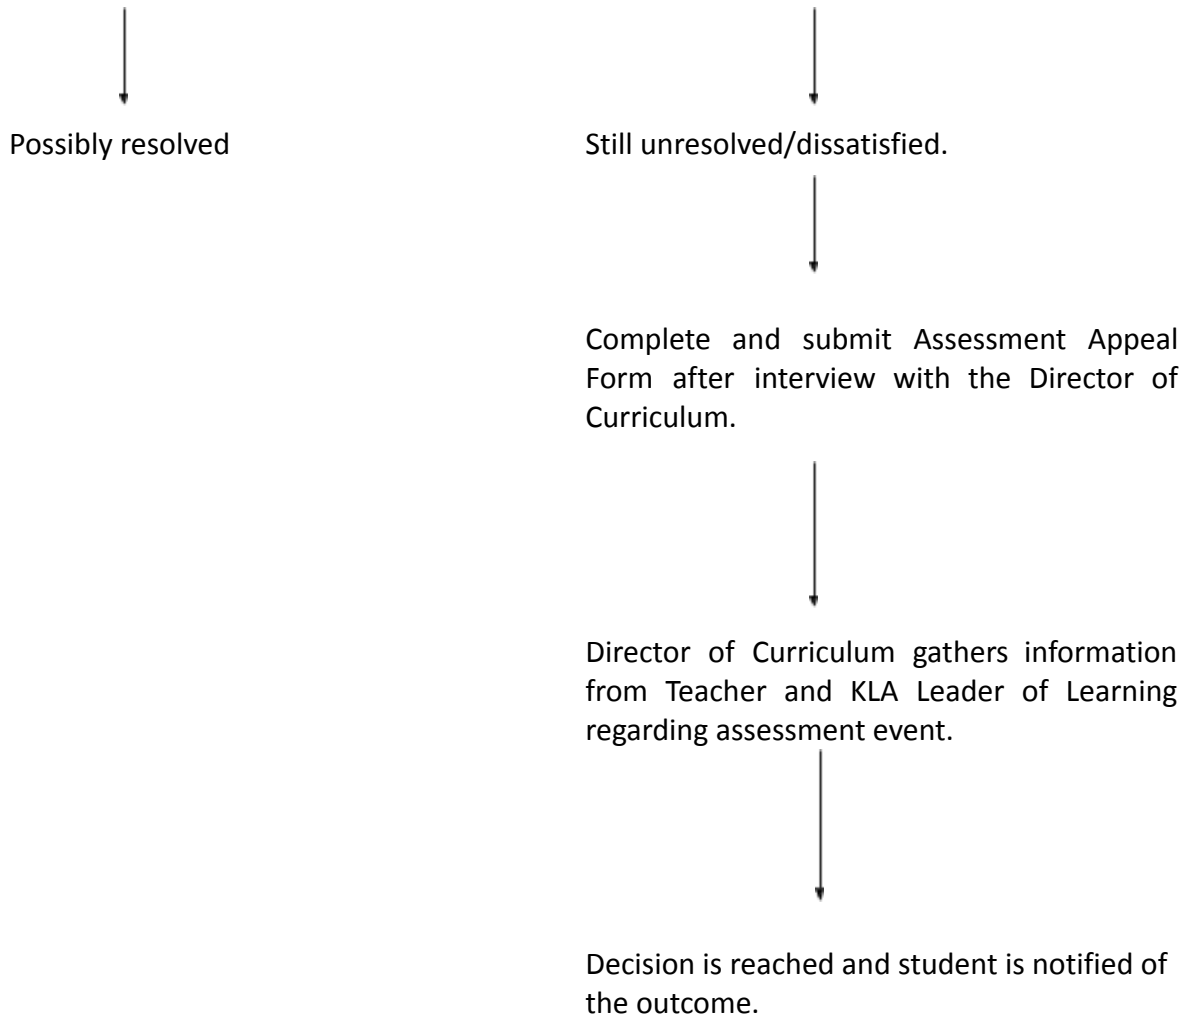 Possibly resolved
Still unresolved/dissatisfied.
Complete and submit Assessment Appeal
Form after interview with the Director of
Curriculum.
Director of Curriculum gathers information
from Teacher and KLA Leader of Learning
regarding assessment event.
Decision is reached and student is notified of
the outcome.